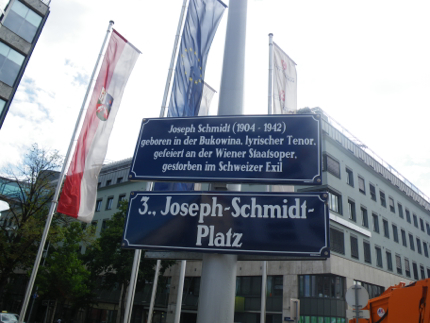 Joseph Schmidt (1904 - 1942)
geboren in der Bukowina, lyrischer Tenor,
gefeiert an der Wiener Staatsoper,
gestorben im Schweizer Exil
3., Joseph-Schmidt-
Platz